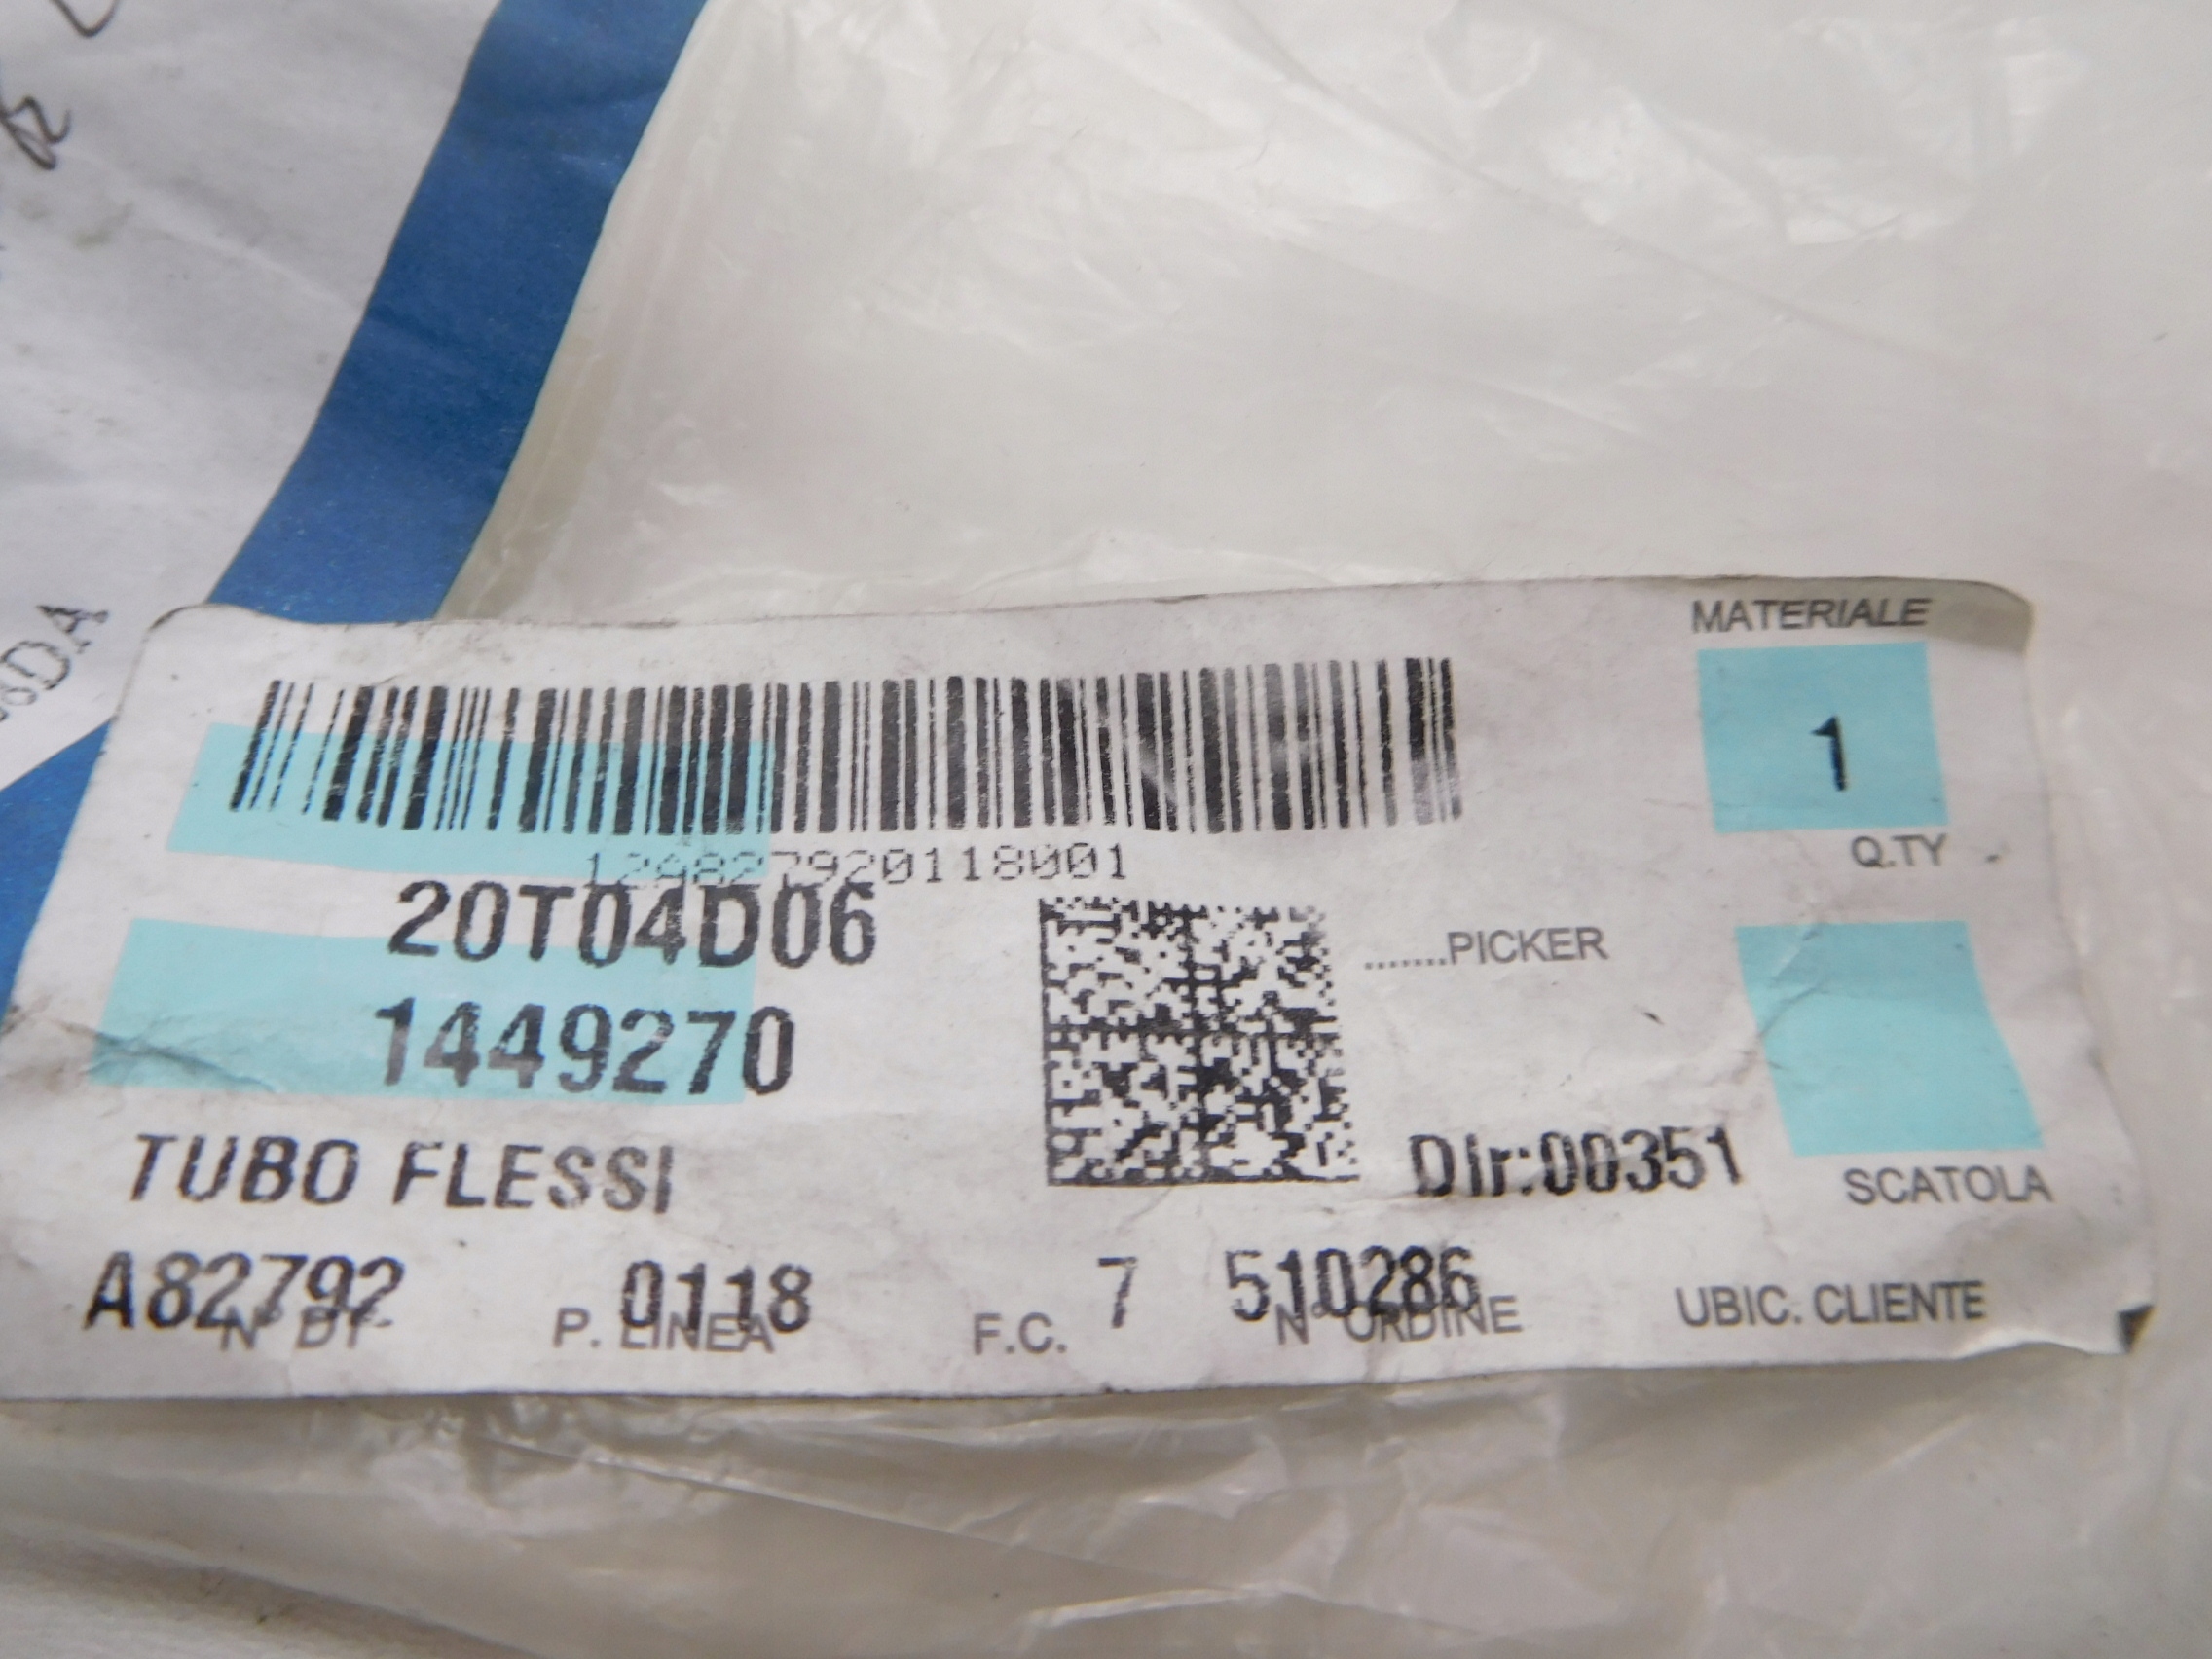 MATERIALE
1
Q.TY
12A827920118001
20T04D06
.......PICKER
1449270
TUBO FLESSI
Dlr:00351
SCATOLA
A82792 0118 7 510286
N° DT P. LINEA F.C. N° ORDINE UBIC. CLIENTE